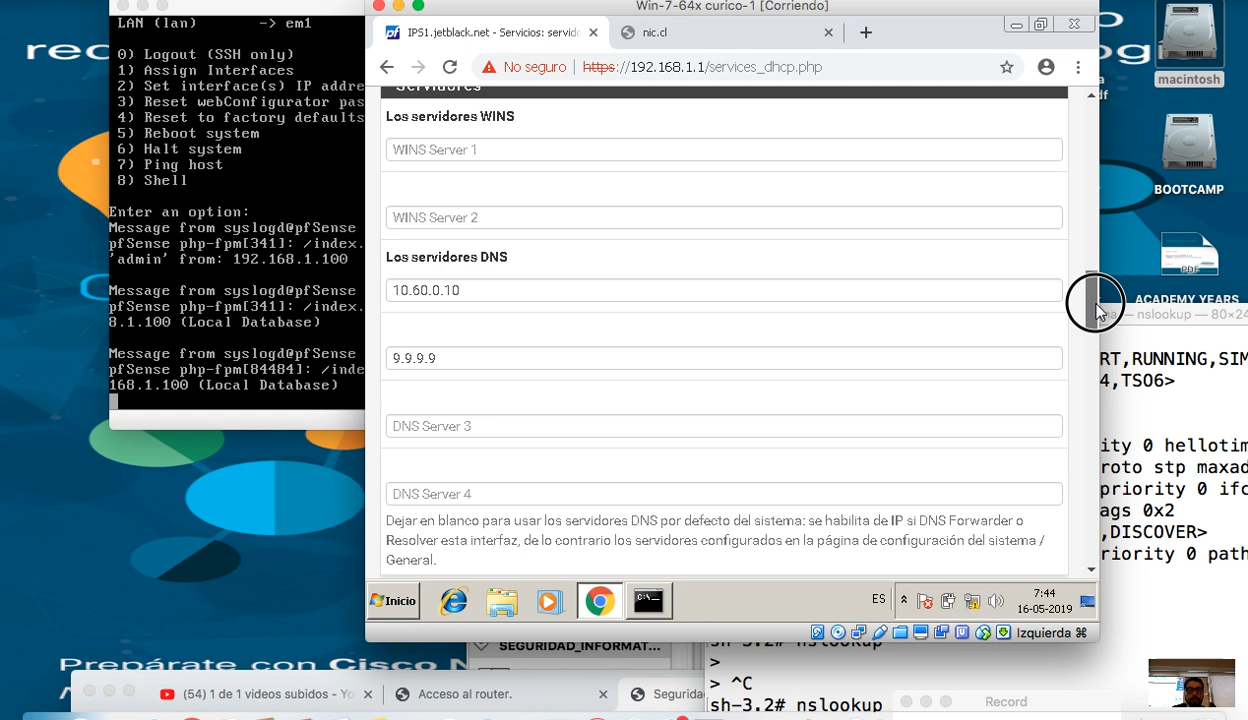 LAN (lan) -> em1
0) Logout (SSH only)
1) Assign Interfaces
2) Set interface(s) IP addre
3) Reset webConfigurator pas
4) Reset to factory defaults
5) Reboot system
6) Halt system
7) Ping host
8) Shell
Enter an option:
Message from syslogd@pfSense
pfSense php-fpm[341]: /index.
'admin' from: 192.168.1.100
Message from syslogd@pfSense
pfSense php-fpm[341]: /index.
8.1.100 (Local Database)
Message from syslogd@pfSense
pfSense php-fpm[84484]: /inde
168.1.100 (Local Database)
Win-7-64x curico-1 [Corriendo]
IPS1.jetblack.net - Servicios: servido
nic.cl
No seguro | https://192.168.1.1/services_dhcp.php
Servidores
Los servidores WINS
WINS Server 1
WINS Server 2
Los servidores DNS
10.60.0.10
9.9.9.9
DNS Server 3
DNS Server 4
Dejar en blanco para usar los servidores DNS por defecto del sistema: se habilita de IP si DNS Forwarder o
Resolver esta interfaz, de lo contrario los servidores configurados en la página de configuración del sistema /
General.
Inicio
ES
7:44
16-05-2019
Izquierda ⌘
macintosh
BOOTCAMP
PDF
ACADEMY YEARS
— nslookup — 80×24
RT,RUNNING,SIM
4,TSO6>
ity 0 hellotim
roto stp maxad
priority 0 ifc
ags 0x2
,DISCOVER>
riority 0 path
Prepárate con Cisco N
SEGURIDAD_INFORMAT...
sh-3.2# nslookup
>
> ^C
sh-3.2# nslookup
(54) 1 de 1 videos subidos - Yo
Acceso al router.
Segurida
Record